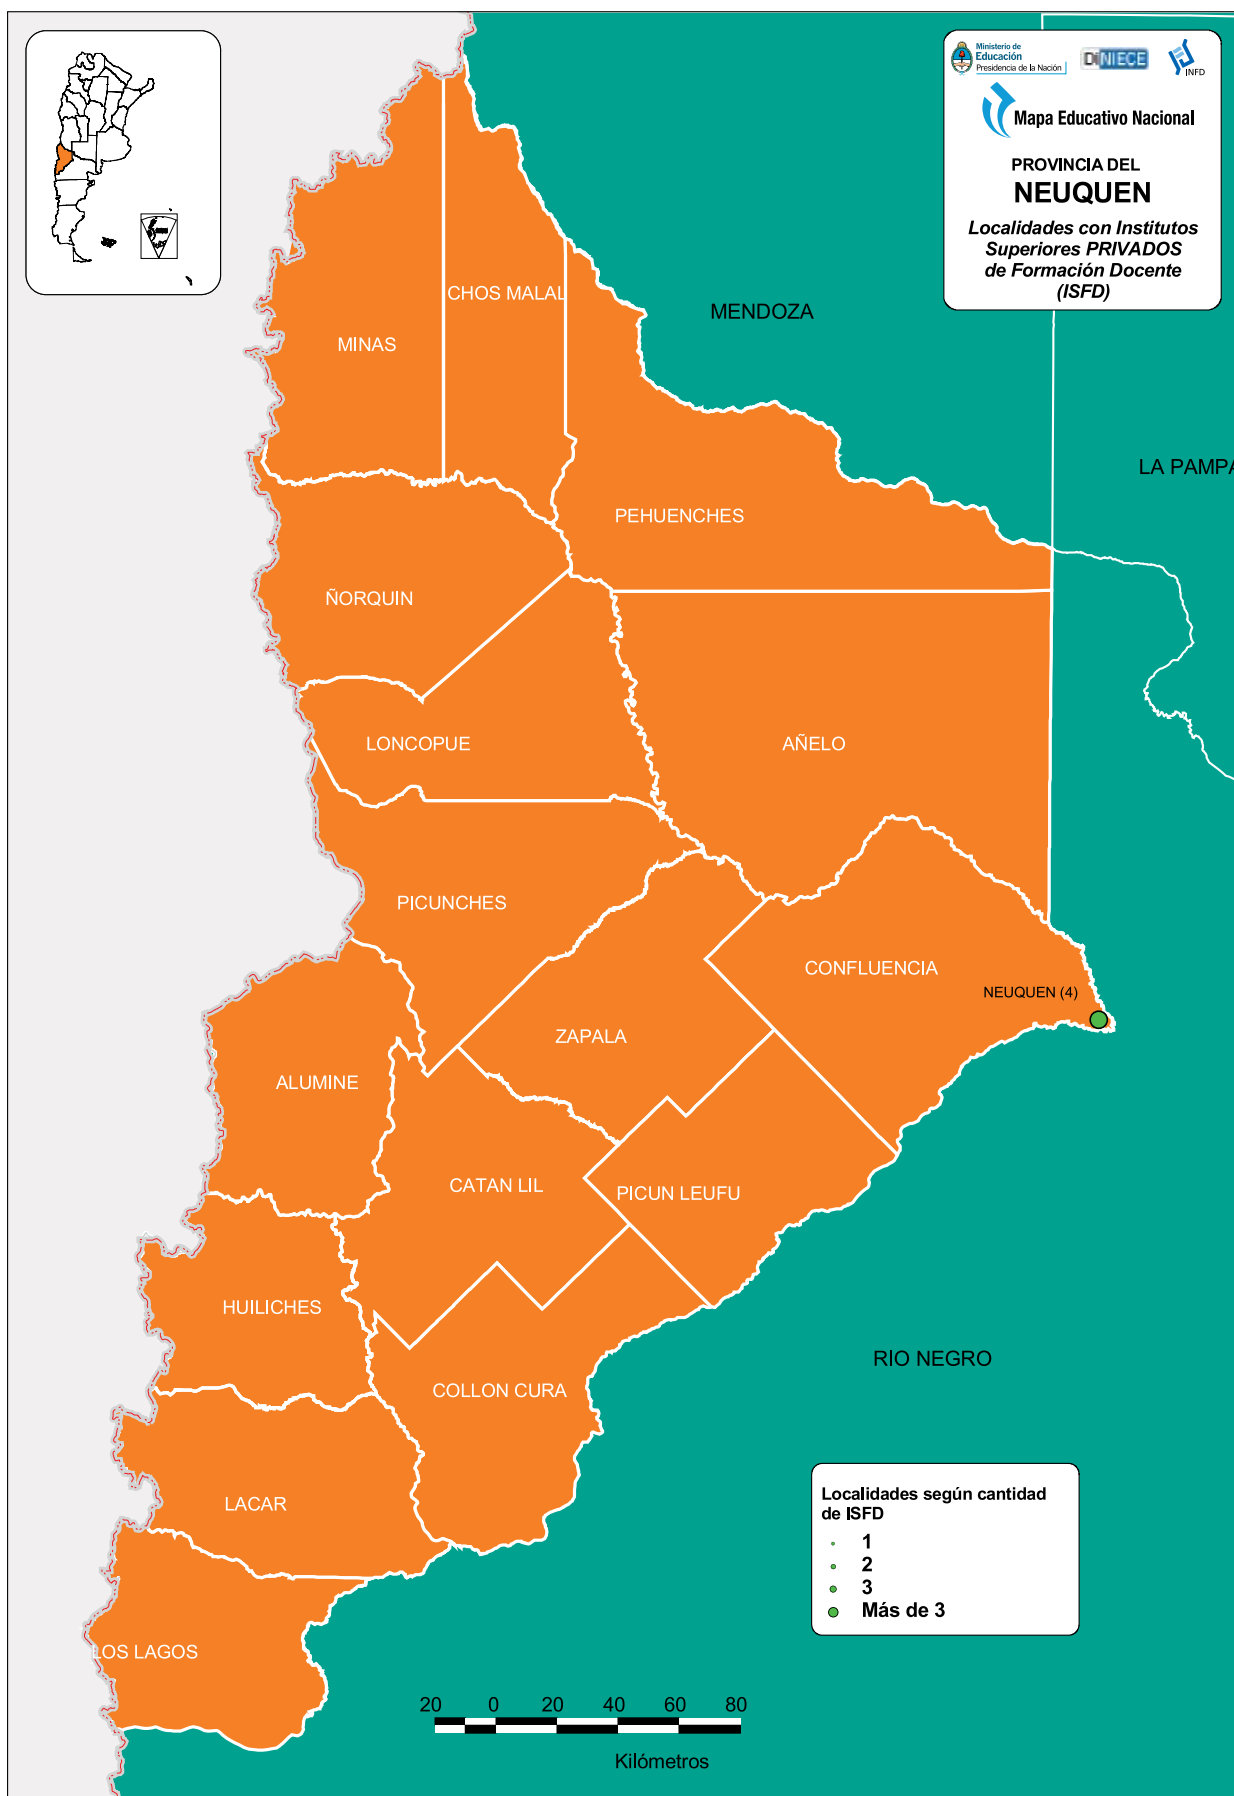 Ministerio de
Educación
Presidencia de la Nación
DiNIECE
INFD
Mapa Educativo Nacional
PROVINCIA DEL
NEUQUEN
Localidades con Institutos
Superiores PRIVADOS
de Formación Docente
(ISFD)
CHOS MALAL
MENDOZA
MINAS
LA PAMPA
PEHUENCHES
ÑORQUIN
LONCOPUE
AÑELO
PICUNCHES
CONFLUENCIA
NEUQUEN (4)
ZAPALA
ALUMINE
CATAN LIL
PICUN LEUFU
HUILICHES
RIO NEGRO
COLLON CURA
LACAR
Localidades según cantidad
de ISFD
1
2
3
Más de 3
LOS LAGOS
20 0 20 40 60 80
Kilómetros